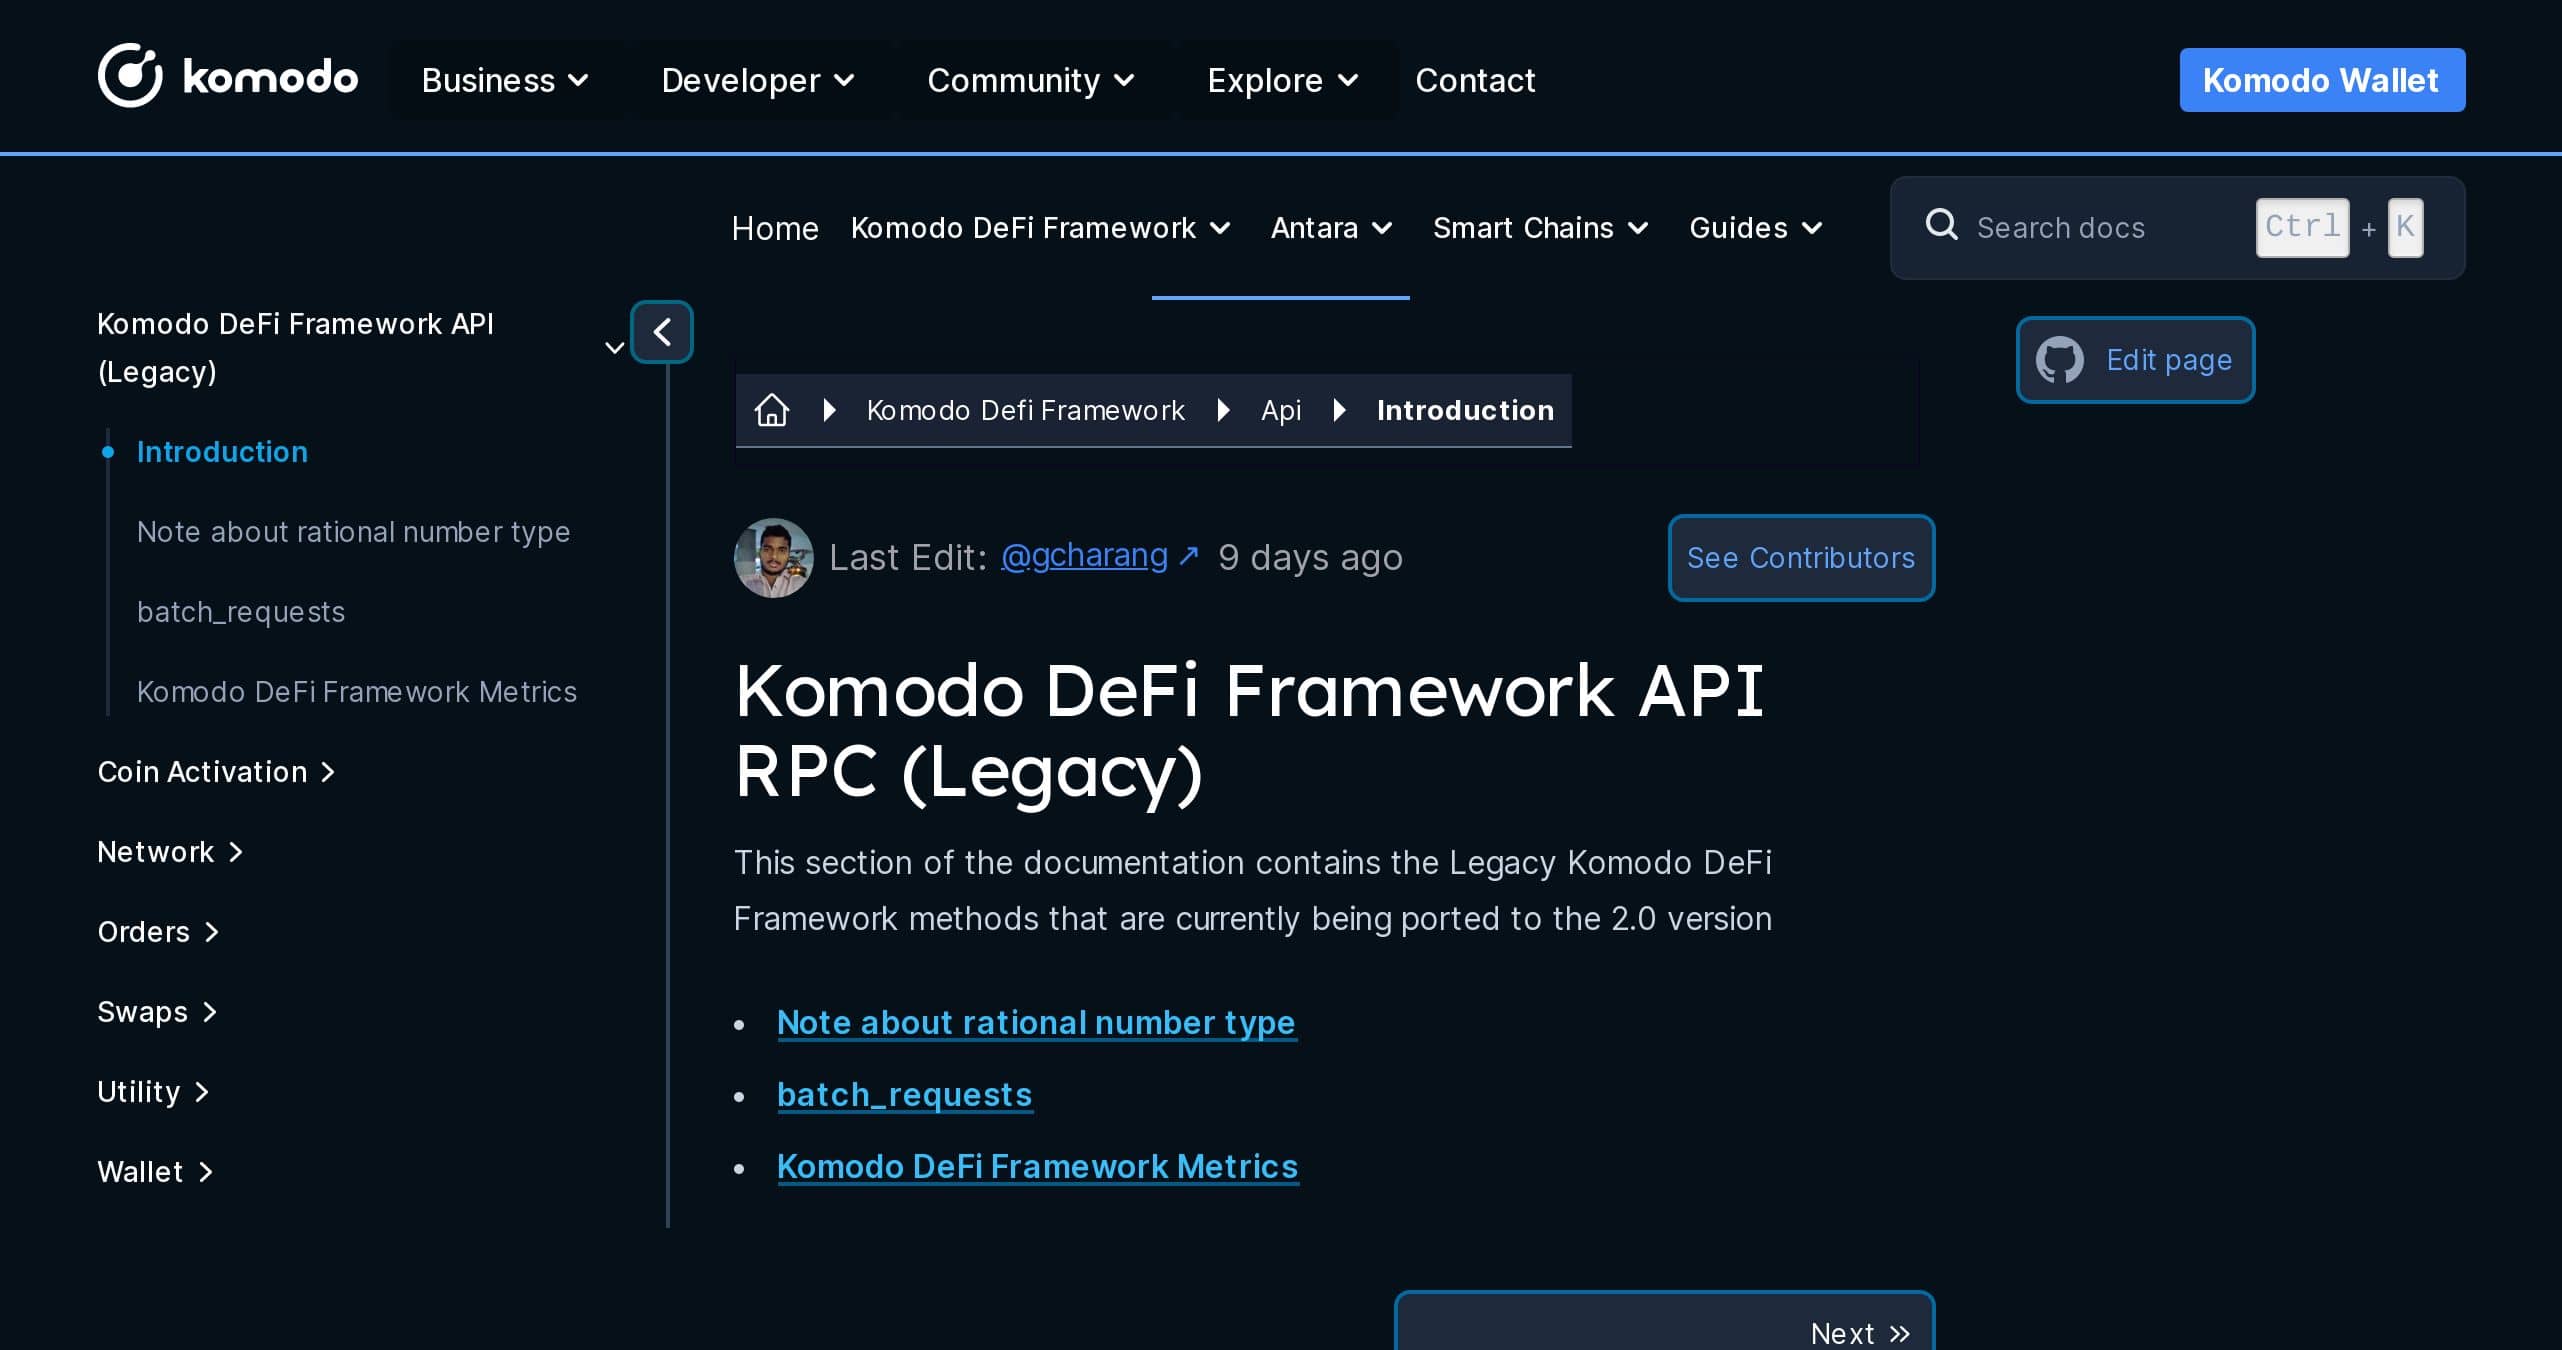 komodo Business Developer Community Explore Contact Komodo Wallet
Home Komodo DeFi Framework Antara Smart Chains Guides Search docs Ctrl + K
Komodo DeFi Framework API
(Legacy)
Introduction
Note about rational number type
batch_requests
Komodo DeFi Framework Metrics
Coin Activation
Network
Orders
Swaps
Utility
Wallet
Edit page
Komodo Defi Framework Api Introduction
Last Edit: @gcharang ↗ 9 days ago See Contributors
Komodo DeFi Framework API
RPC (Legacy)
This section of the documentation contains the Legacy Komodo DeFi
Framework methods that are currently being ported to the 2.0 version
• Note about rational number type
• batch_requests
• Komodo DeFi Framework Metrics
Next »